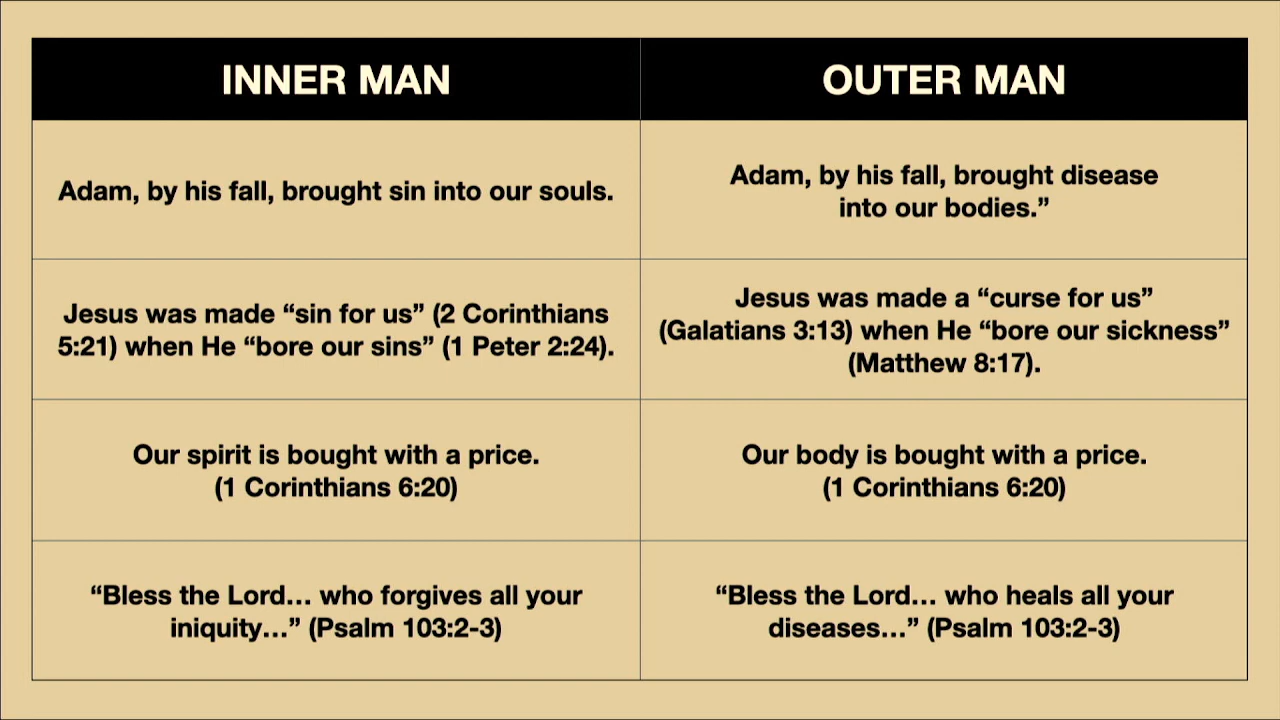 INNER MAN
OUTER MAN
Adam, by his fall, brought sin into our souls.
Adam, by his fall, brought disease
into our bodies.”
Jesus was made “sin for us” (2 Corinthians
5:21) when He “bore our sins” (1 Peter 2:24).
Jesus was made a “curse for us”
(Galatians 3:13) when He “bore our sickness”
(Matthew 8:17).
Our spirit is bought with a price.
(1 Corinthians 6:20)
Our body is bought with a price.
(1 Corinthians 6:20)
“Bless the Lord… who forgives all your
iniquity…” (Psalm 103:2-3)
“Bless the Lord… who heals all your
diseases…” (Psalm 103:2-3)